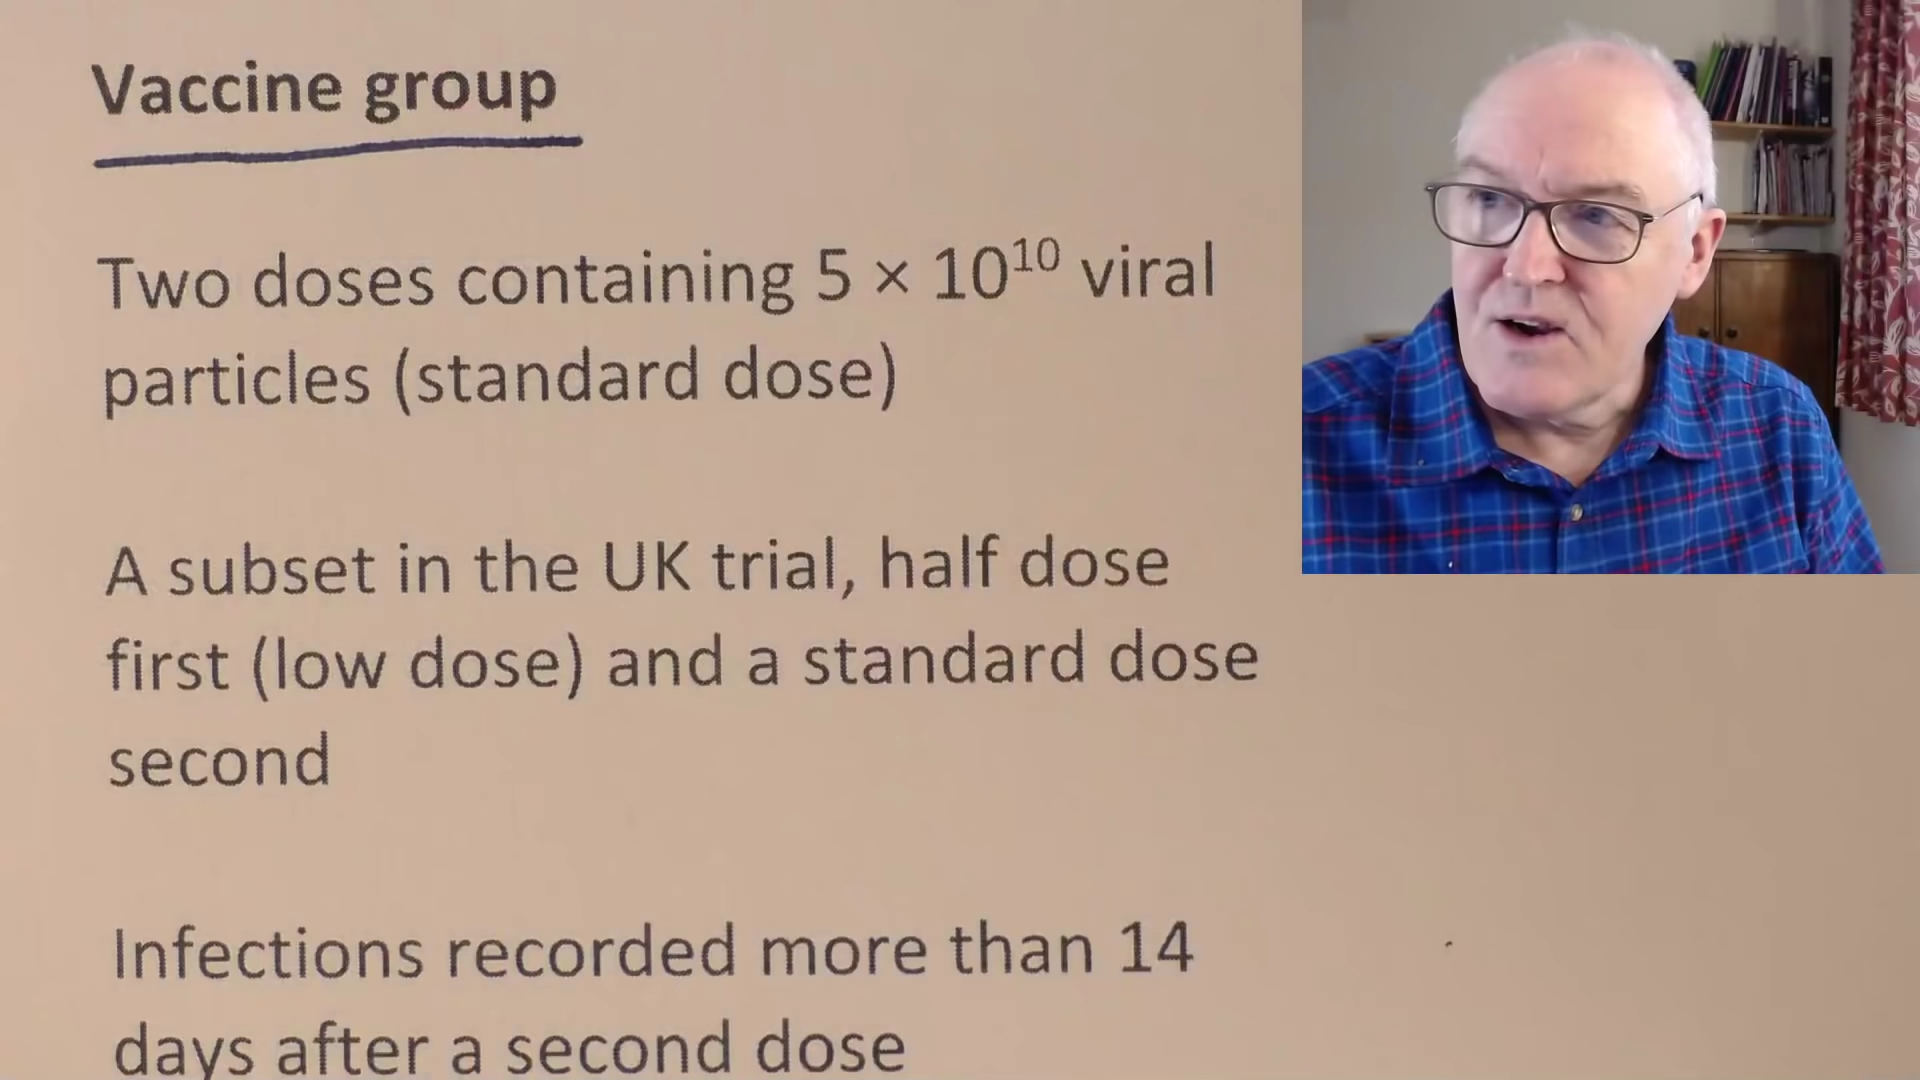 Vaccine group
Two doses containing 5 × 10¹⁰ viral
particles (standard dose)
A subset in the UK trial, half dose
first (low dose) and a standard dose
second
Infections recorded more than 14
days after a second dose